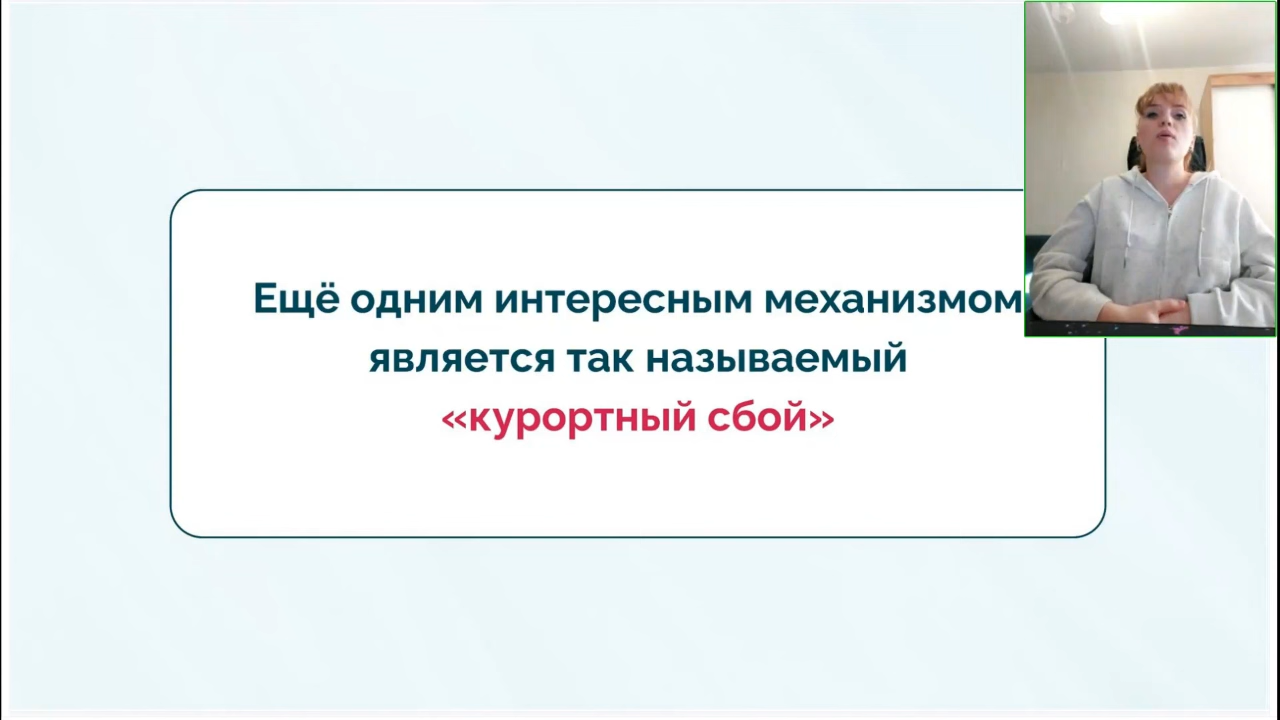 Ещё одним интересным механизмом
является так называемый
«курортный сбой»